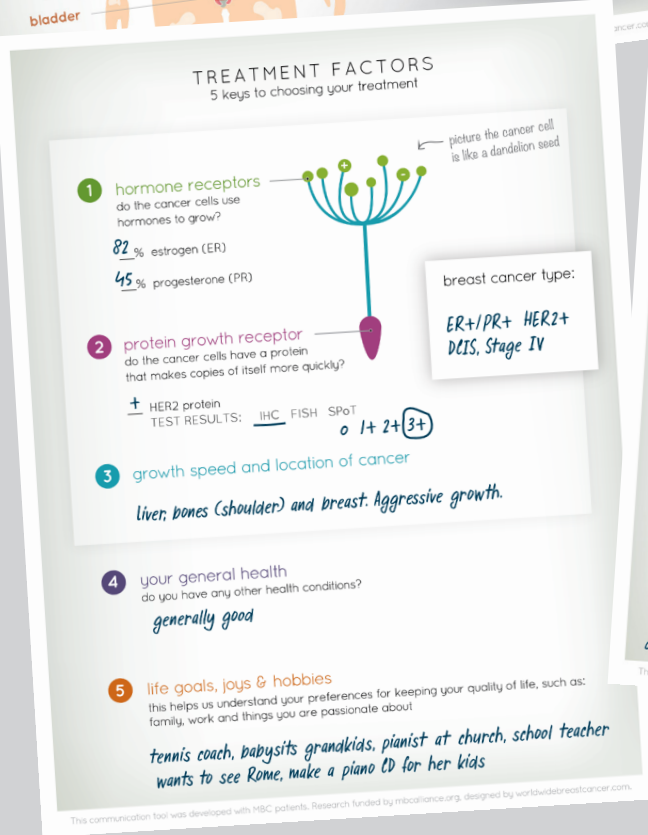 bladder
TREATMENT FACTORS
5 keys to choosing your treatment
picture the cancer cell
is like a dandelion seed
1 hormone receptors
do the cancer cells use
hormones to grow?
82 % estrogen (ER)
45 % progesterone (PR)
+
-
breast cancer type:
ER+/PR+ HER2+
DCIS, Stage IV
2 protein growth receptor
do the cancer cells have a protein
that makes copies of itself more quickly?
+ HER2 protein
TEST RESULTS: IHC FISH SPoT
0 1+ 2+ 3+
3 growth speed and location of cancer
liver, bones (shoulder) and breast. Aggressive growth.
4 your general health
do you have any other health conditions?
generally good
5 life goals, joys & hobbies
this helps us understand your preferences for keeping your quality of life, such as:
family, work and things you are passionate about
tennis coach, babysits grandkids, pianist at church, school teacher
wants to see Rome, make a piano CD for her kids
This communication tool was developed with MBC patients. Research funded by mbcalliance.org, designed by worldwidebreastcancer.com.